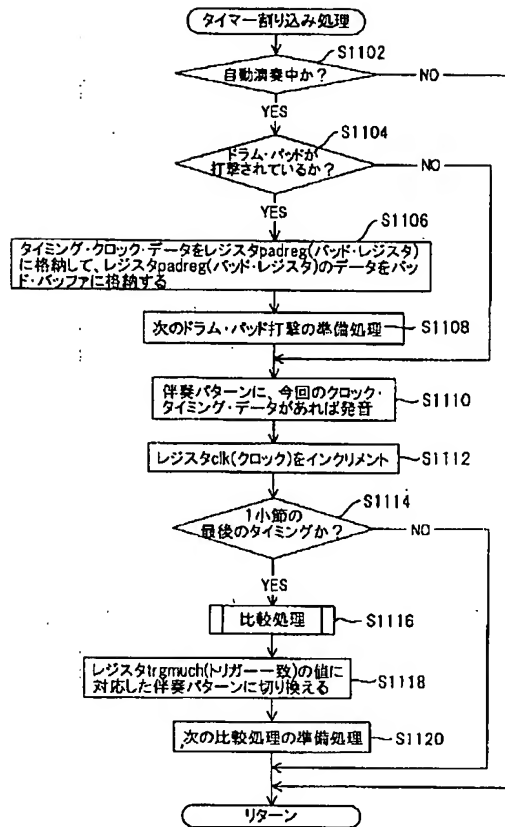 タイマー割り込み処理
S1102
自動演奏中か?
NO
YES
S1104
ドラム・パッドが
打撃されているか?
NO
YES
S1106
タイミング・クロック・データをレジスタpadreg(パッド・レジスタ)
に格納して、レジスタpadreg(パッド・レジスタ)のデータをパッ
ド・バッファに格納する
次のドラム・パッド打撃の準備処理
S1108
伴奏パターンに、今回のクロック・
タイミング・データがあれば発音
S1110
レジスタclk(クロック)をインクリメント
S1112
S1114
1小節の
最後のタイミングか?
NO
YES
比較処理
S1116
レジスタtrgmuch(トリガー一致)の値に
対応した伴奏パターンに切り換える
S1118
次の比較処理の準備処理
S1120
リターン